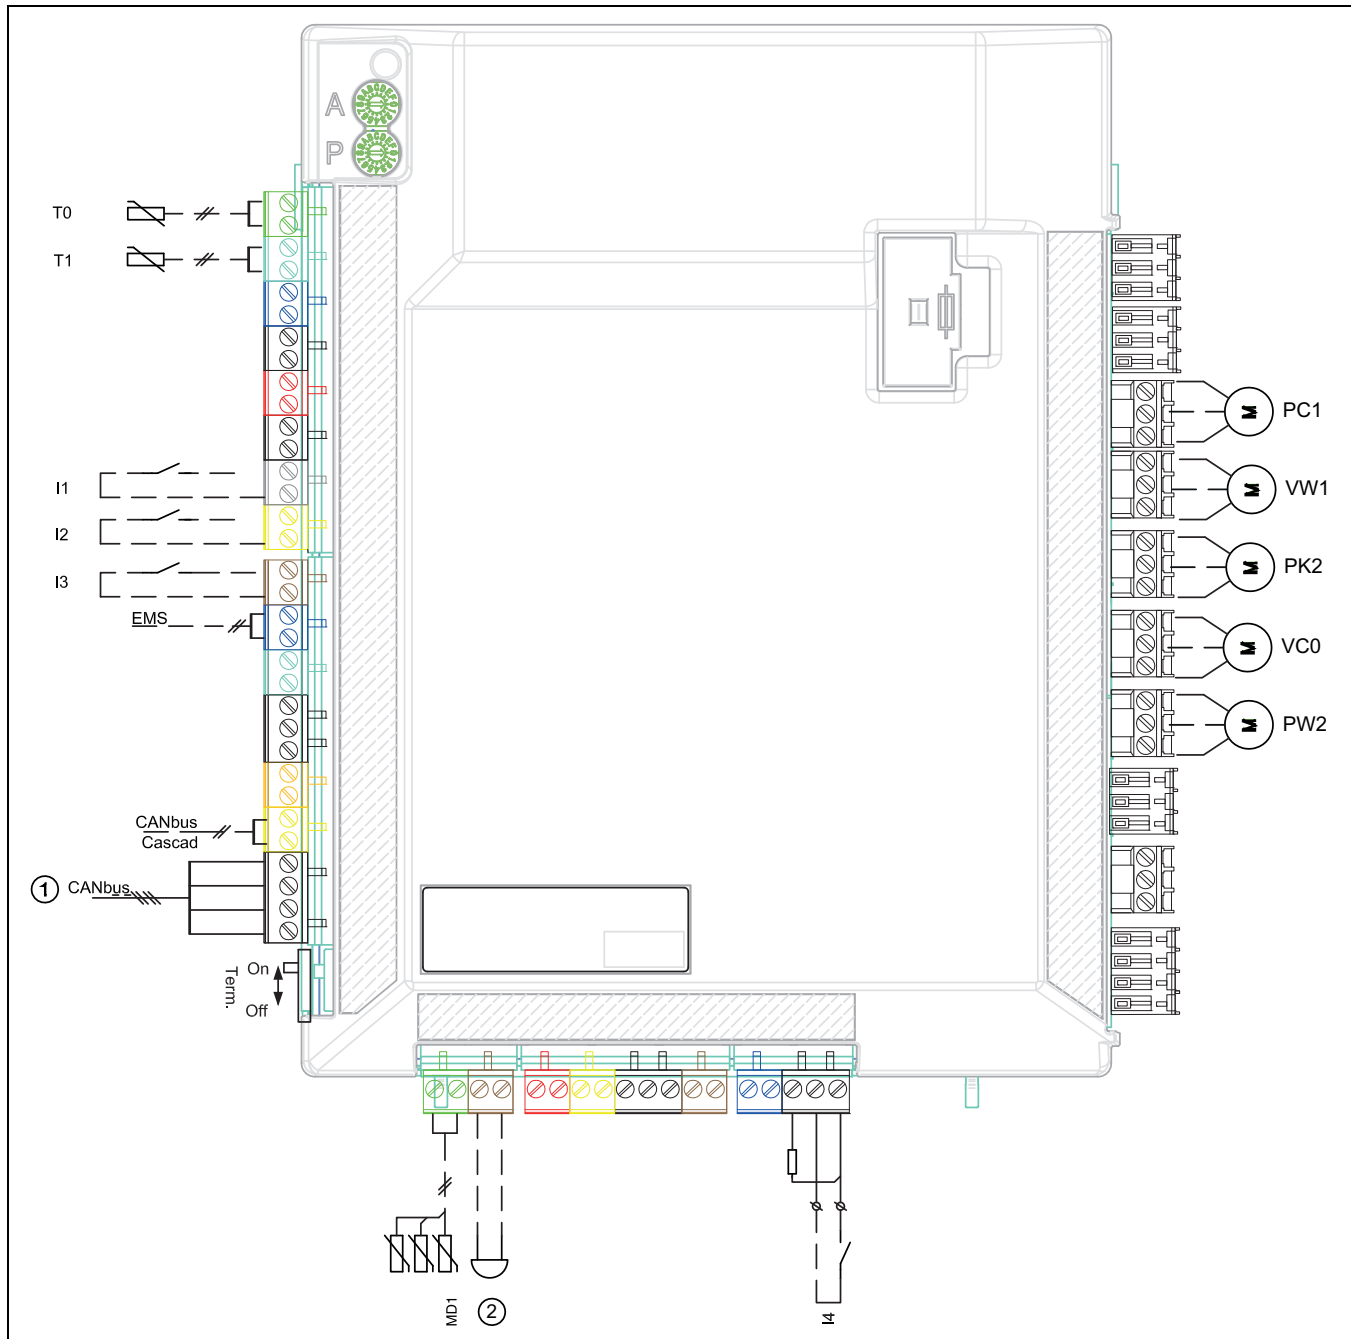 A
P
T0
T1
I1
I2
I3
EMS
CANbus
Cascad
1 CANbus
Term.
On
Off
M PC1
M VW1
M PK2
M VC0
M PW2
MD1
2
I4